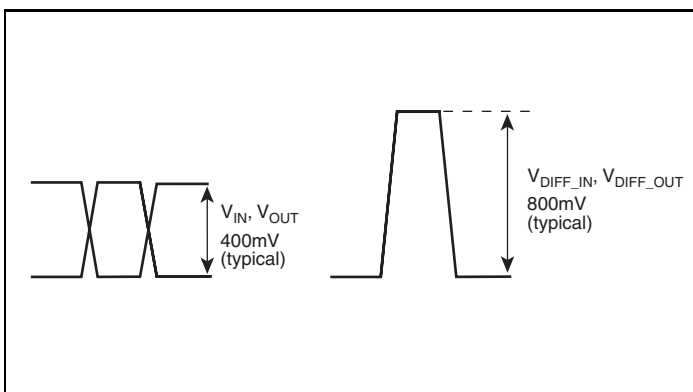 V_IN, V_OUT
400mV
(typical)
V_DIFF_IN, V_DIFF_OUT
800mV
(typical)